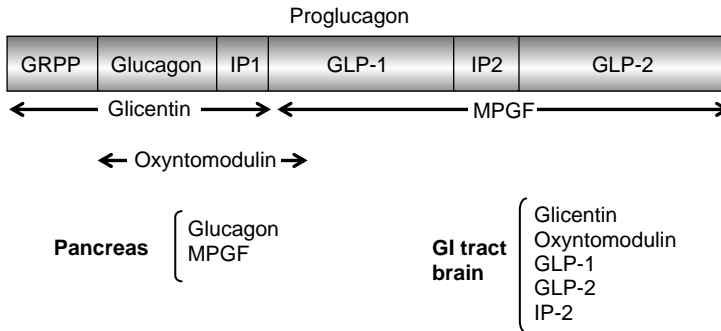 Proglucagon
GRPP Glucagon IP1 GLP-1 IP2 GLP-2
Glicentin MPGF
Oxyntomodulin
Pancreas
Glucagon
MPGF
GI tract
brain
Glicentin
Oxyntomodulin
GLP-1
GLP-2
IP-2